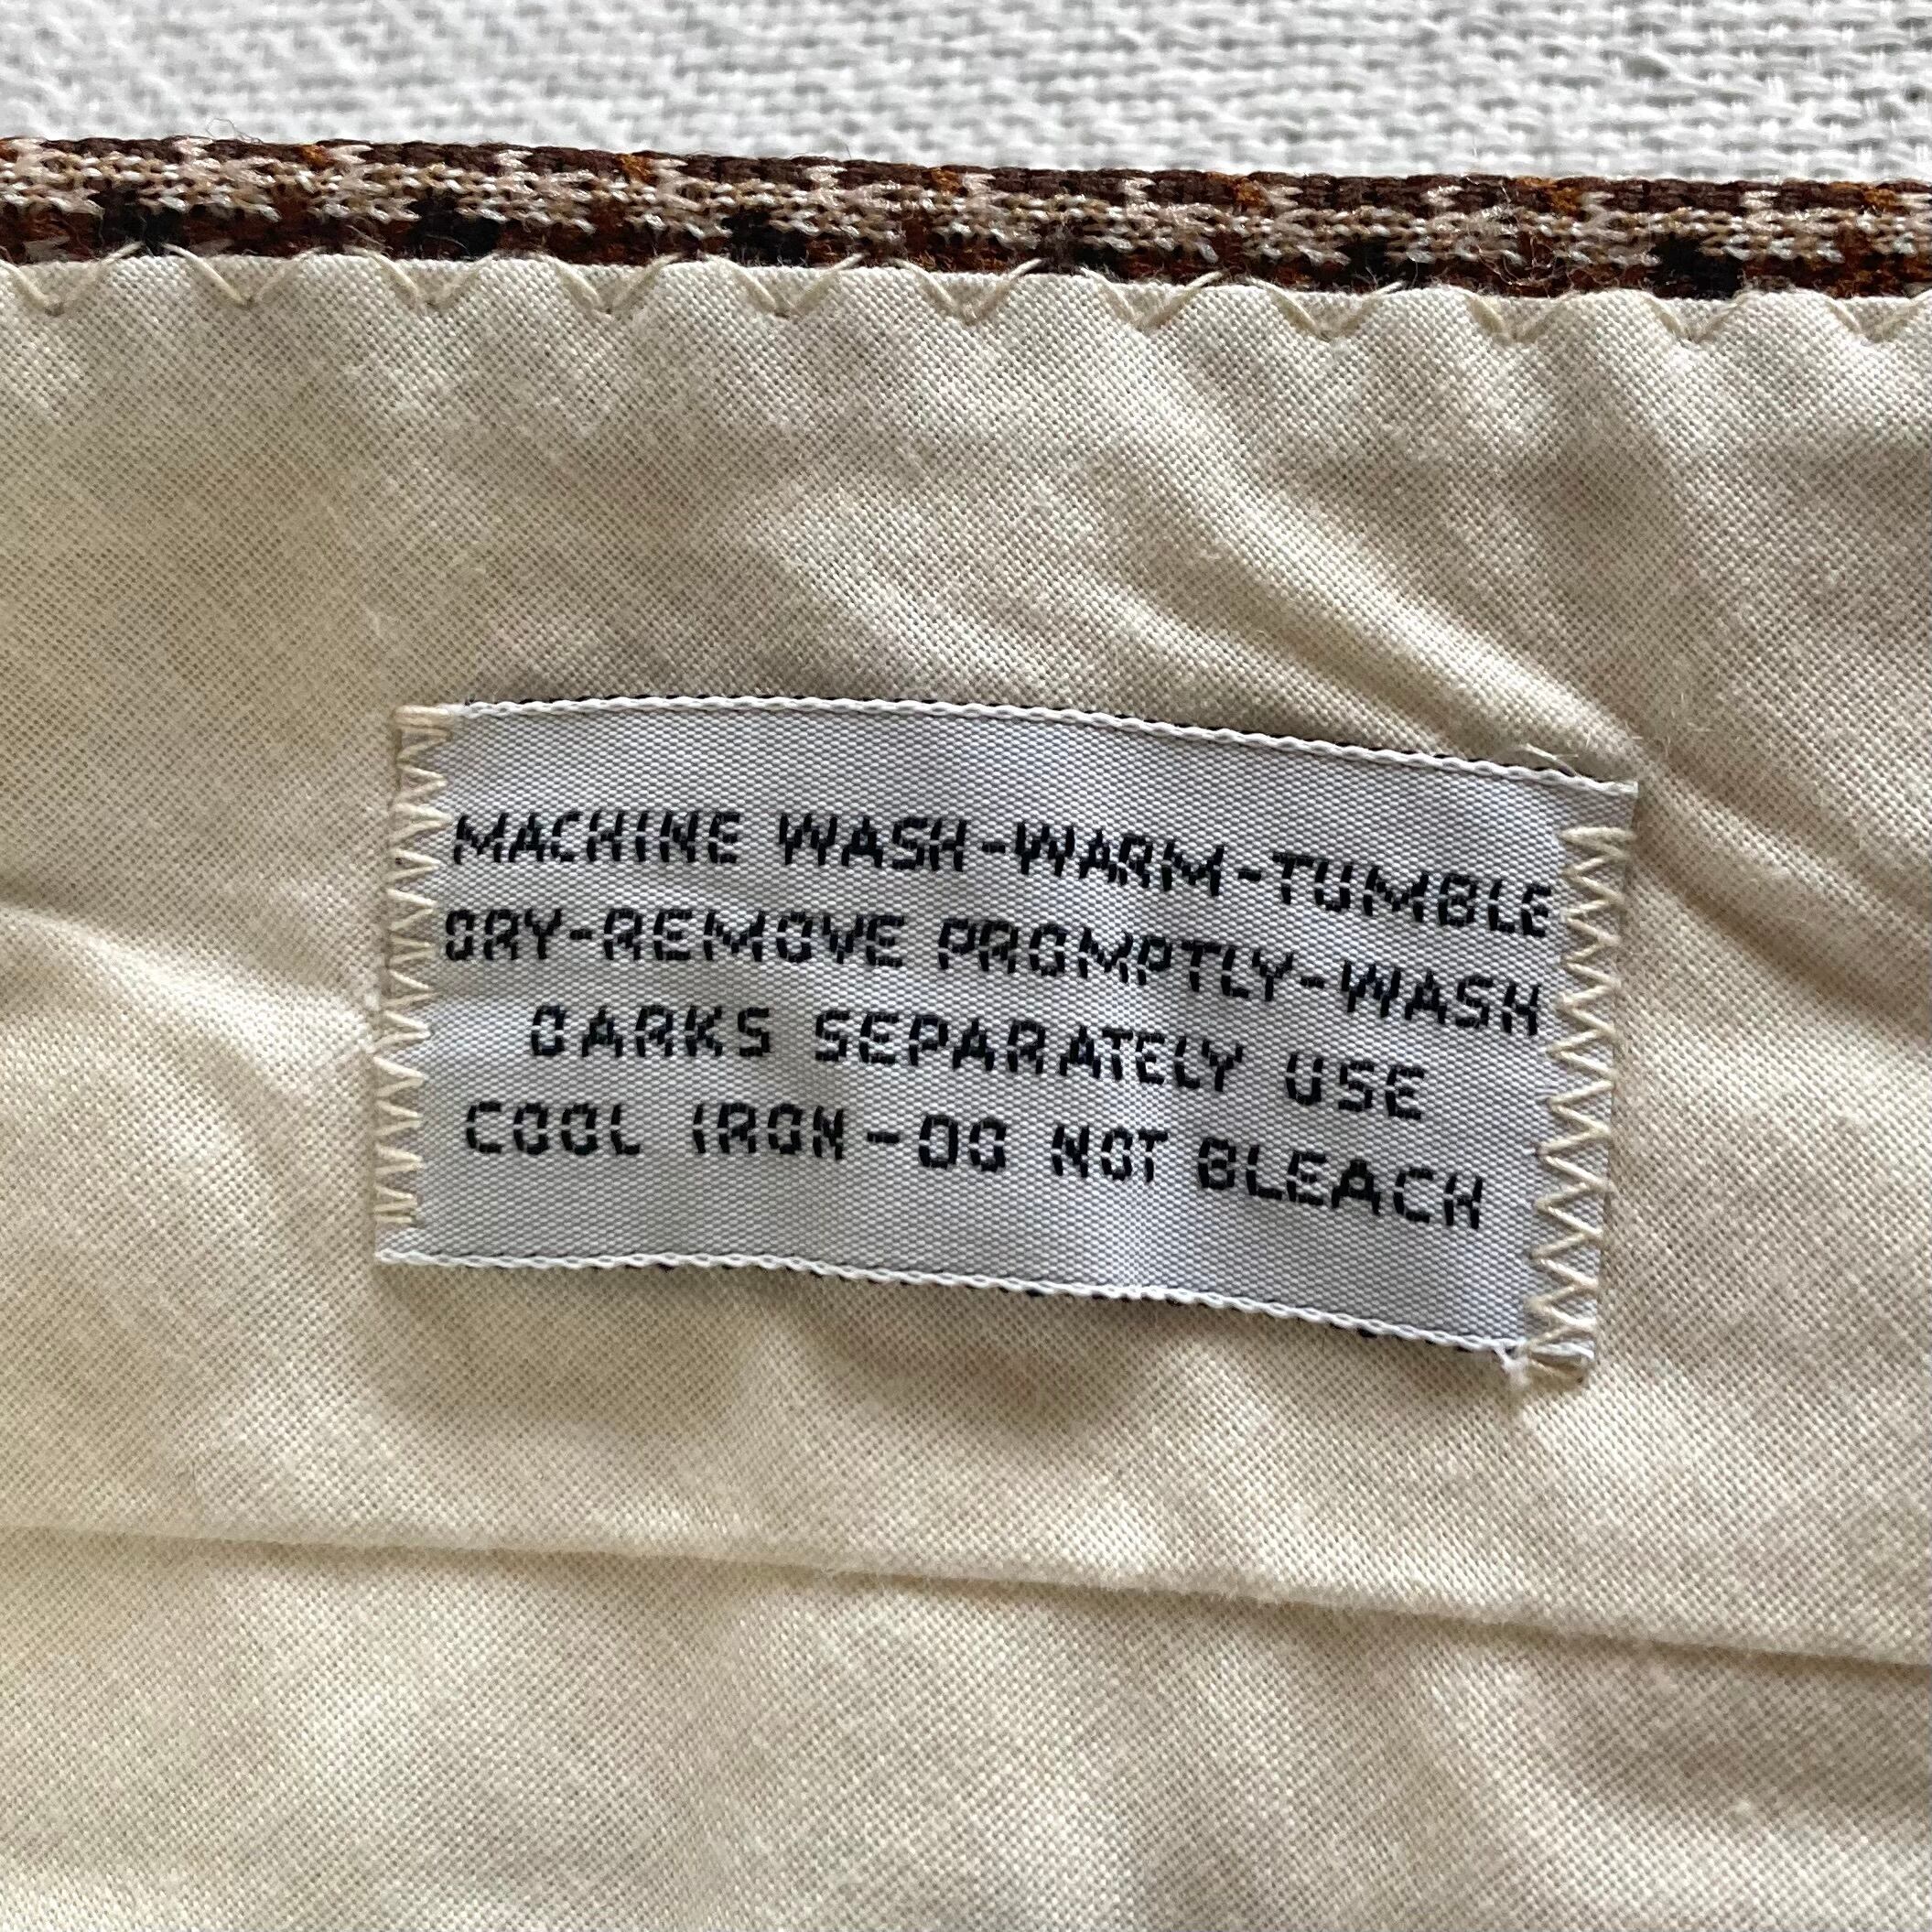 MACHINE WASH-WARM-TUMBLE
DRY-REMOVE PROMPTLY-WASH
DARKS SEPARATELY USE
COOL IRON-DO NOT BLEACH